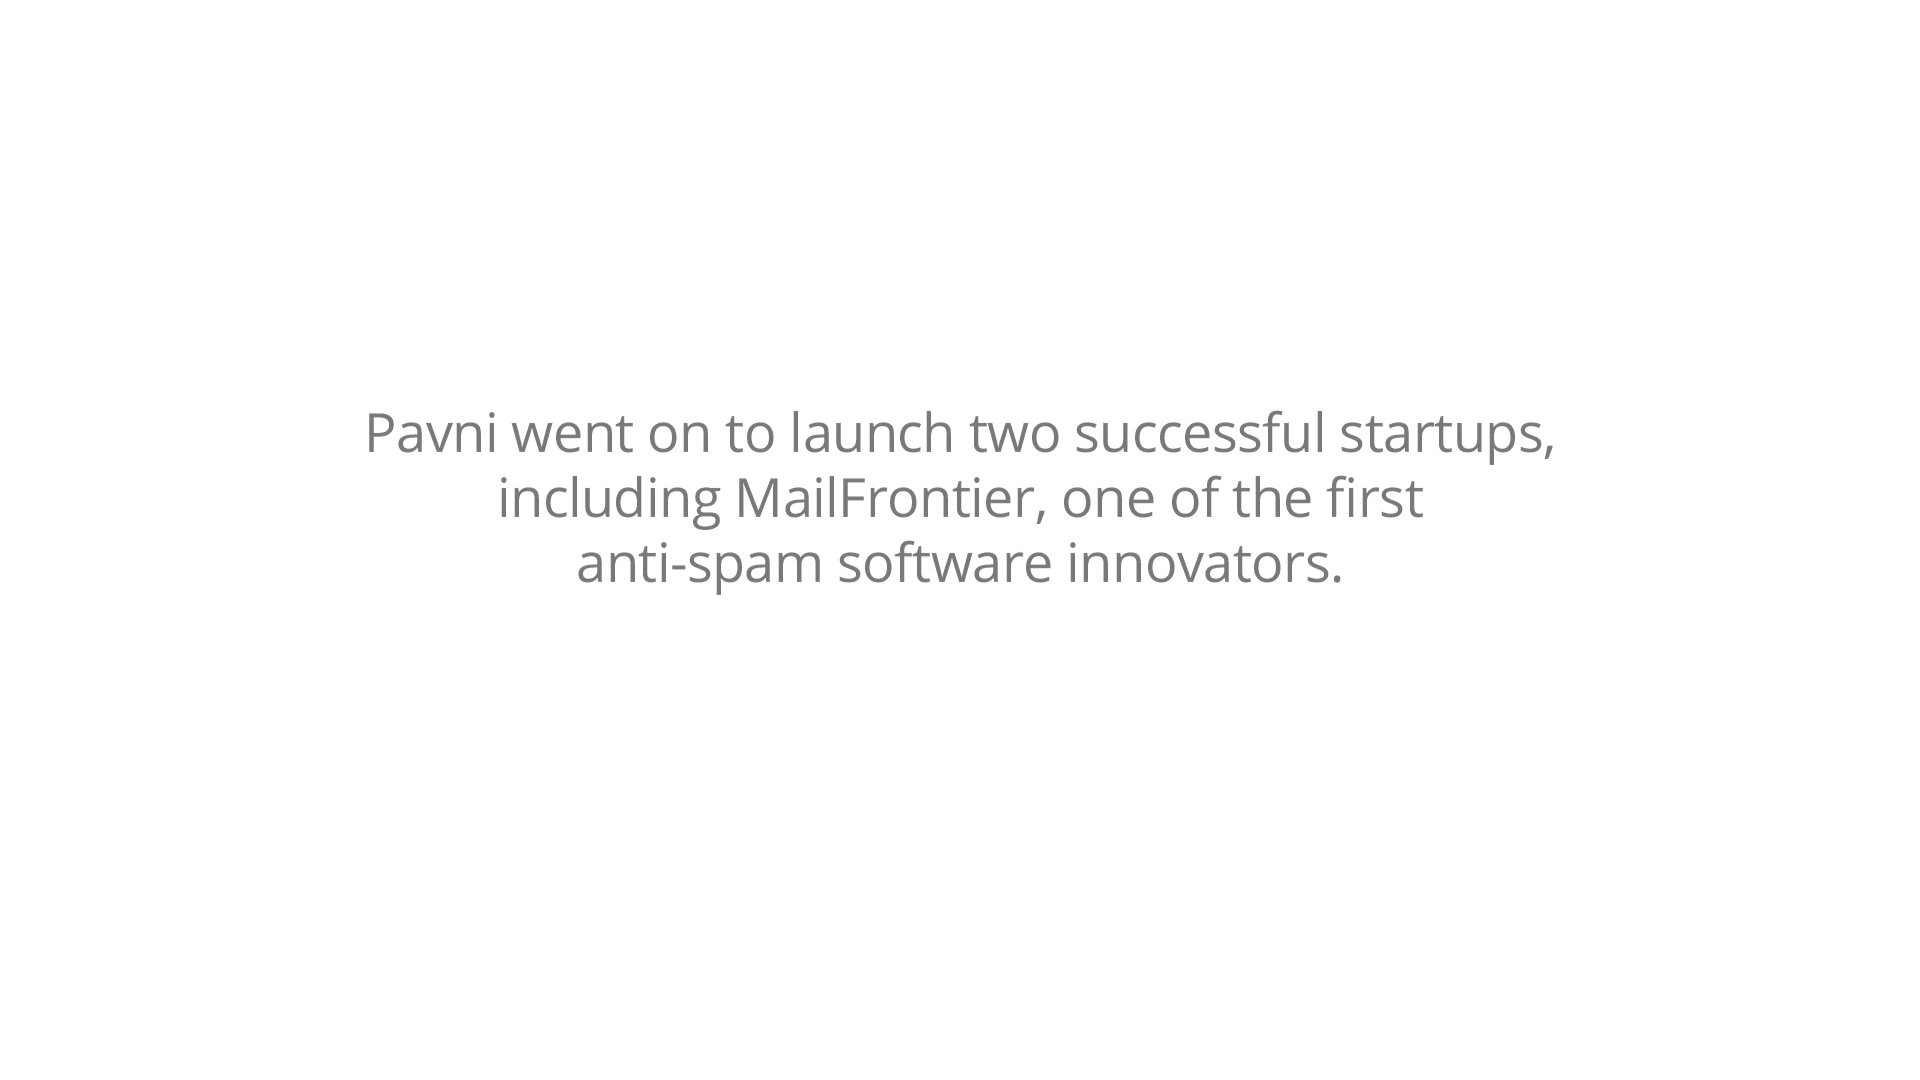 Pavni went on to launch two successful startups,
including MailFrontier, one of the first
anti-spam software innovators.